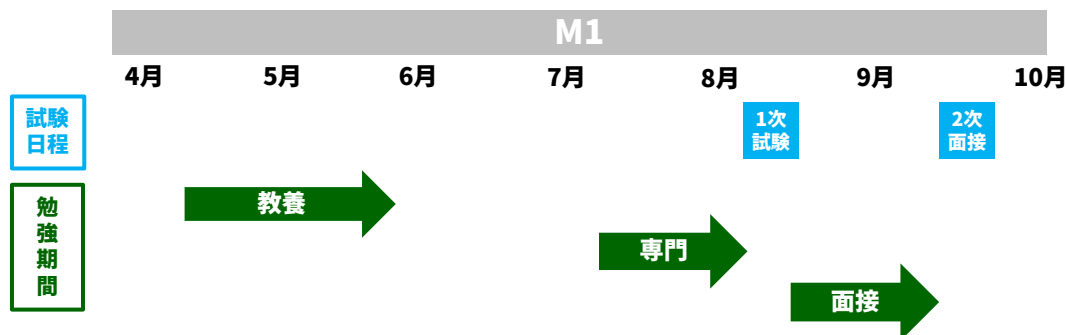 M1
4月 5月 6月 7月 8月 9月 10月
試験
日程
1次
試験
2次
面接
勉
強
期
間
教養
専門
面接